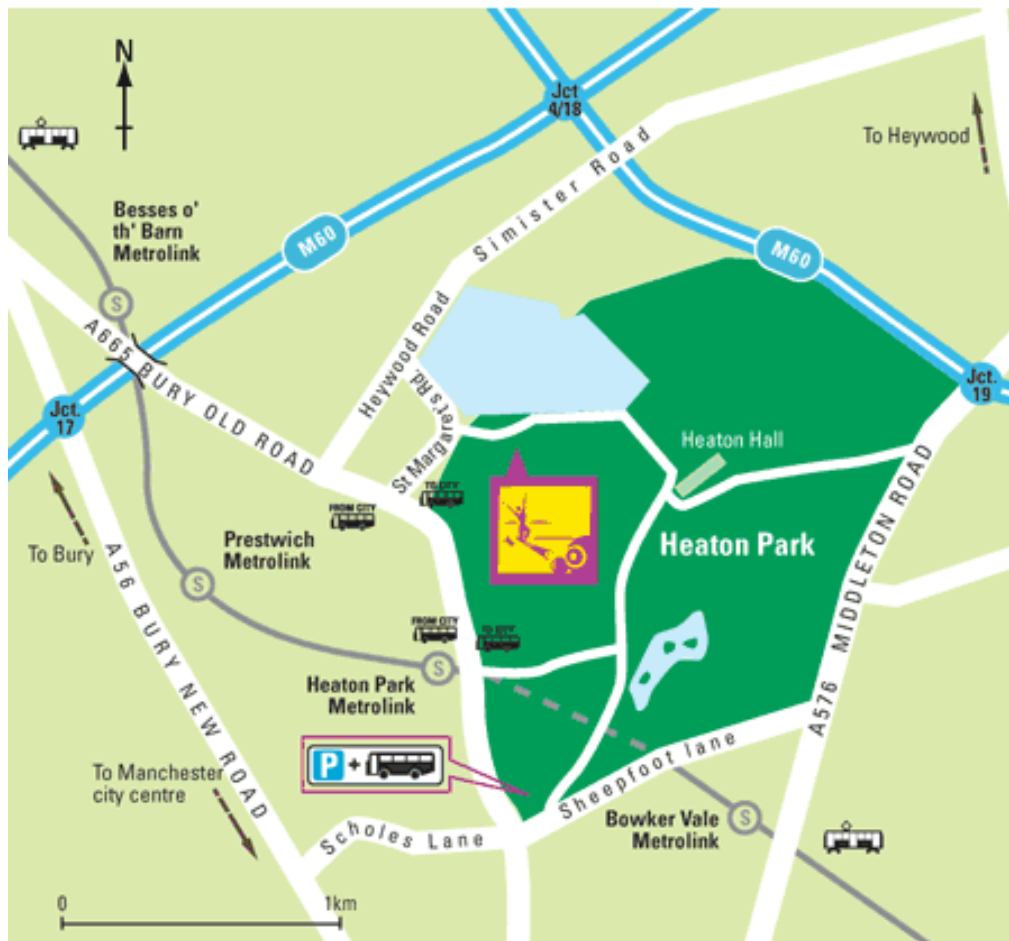 N
Jct
4/18
To Heywood
Besses o'
th' Barn
Metrolink
M60
Simister Road
M60
S
A665 BURY OLD ROAD
Heywood Road
St Margaret's Rd.
Jct.
17
Jct.
19
Heaton Hall
TO CITY
FROM CITY
To Bury
Prestwich
Metrolink
Heaton Park
A576 MIDDLETON ROAD
S
A56 BURY NEW ROAD
FROM CITY
TO CITY
S
Heaton Park
Metrolink
P +
To Manchester
city centre
Sheepfoot lane
Scholes Lane
Bowker Vale
Metrolink
S
0
1km